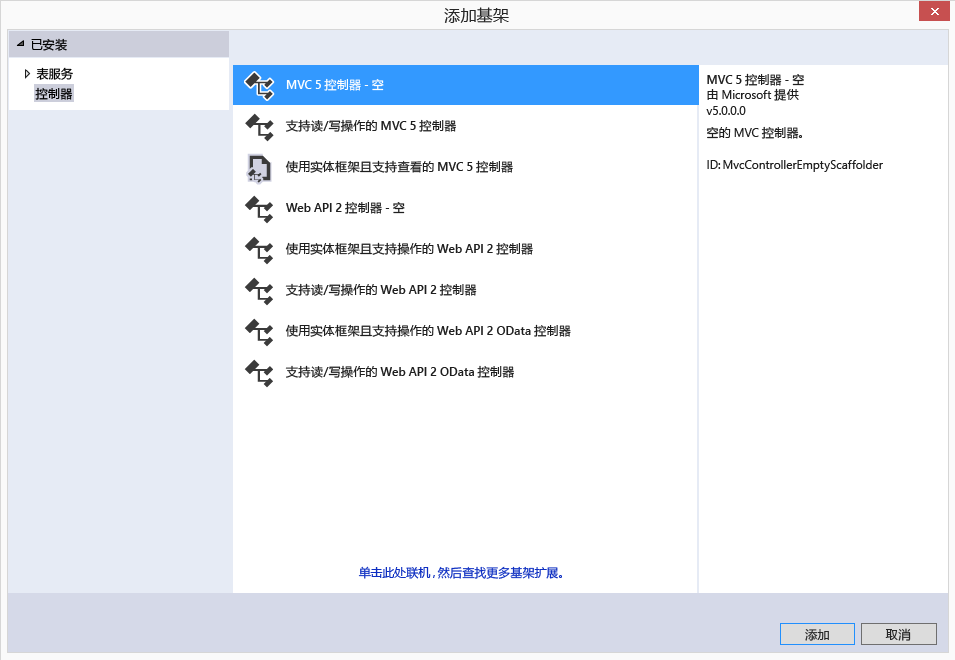 添加基架
已安装
表服务
控制器
MVC 5 控制器 - 空
支持读/写操作的 MVC 5 控制器
使用实体框架且支持查看的 MVC 5 控制器
Web API 2 控制器 - 空
使用实体框架且支持操作的 Web API 2 控制器
支持读/写操作的 Web API 2 控制器
使用实体框架且支持操作的 Web API 2 OData 控制器
支持读/写操作的 Web API 2 OData 控制器
单击此处联机,然后查找更多基架扩展。
MVC 5 控制器 - 空
由 Microsoft 提供
v5.0.0.0
空的 MVC 控制器。
ID: MvcControllerEmptyScaffolder
添加
取消